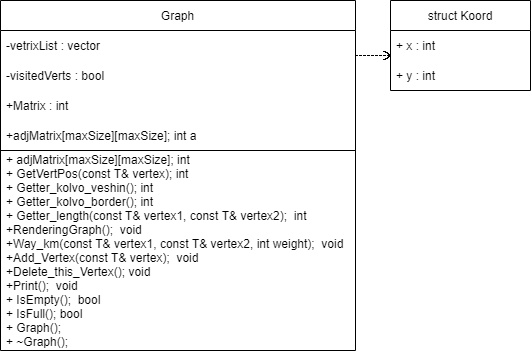 Graph
-vetrixList : vector
-visitedVerts : bool
+Matrix : int
+adjMatrix[maxSize][maxSize]; int a
+ adjMatrix[maxSize][maxSize]; int
+ GetVertPos(const T& vertex); int
+ Getter_kolvo_veshin(); int
+ Getter_kolvo_border(); int
+ Getter_length(const T& vertex1, const T& vertex2); int
+RenderingGraph(); void
+Way_km(const T& vertex1, const T& vertex2, int weight); void
+Add_Vertex(const T& vertex); void
+Delete_this_Vertex(); void
+Print(); void
+ IsEmpty(); bool
+ IsFull(); bool
+ Graph();
+ ~Graph();
struct Koord
+ x : int
+ y : int